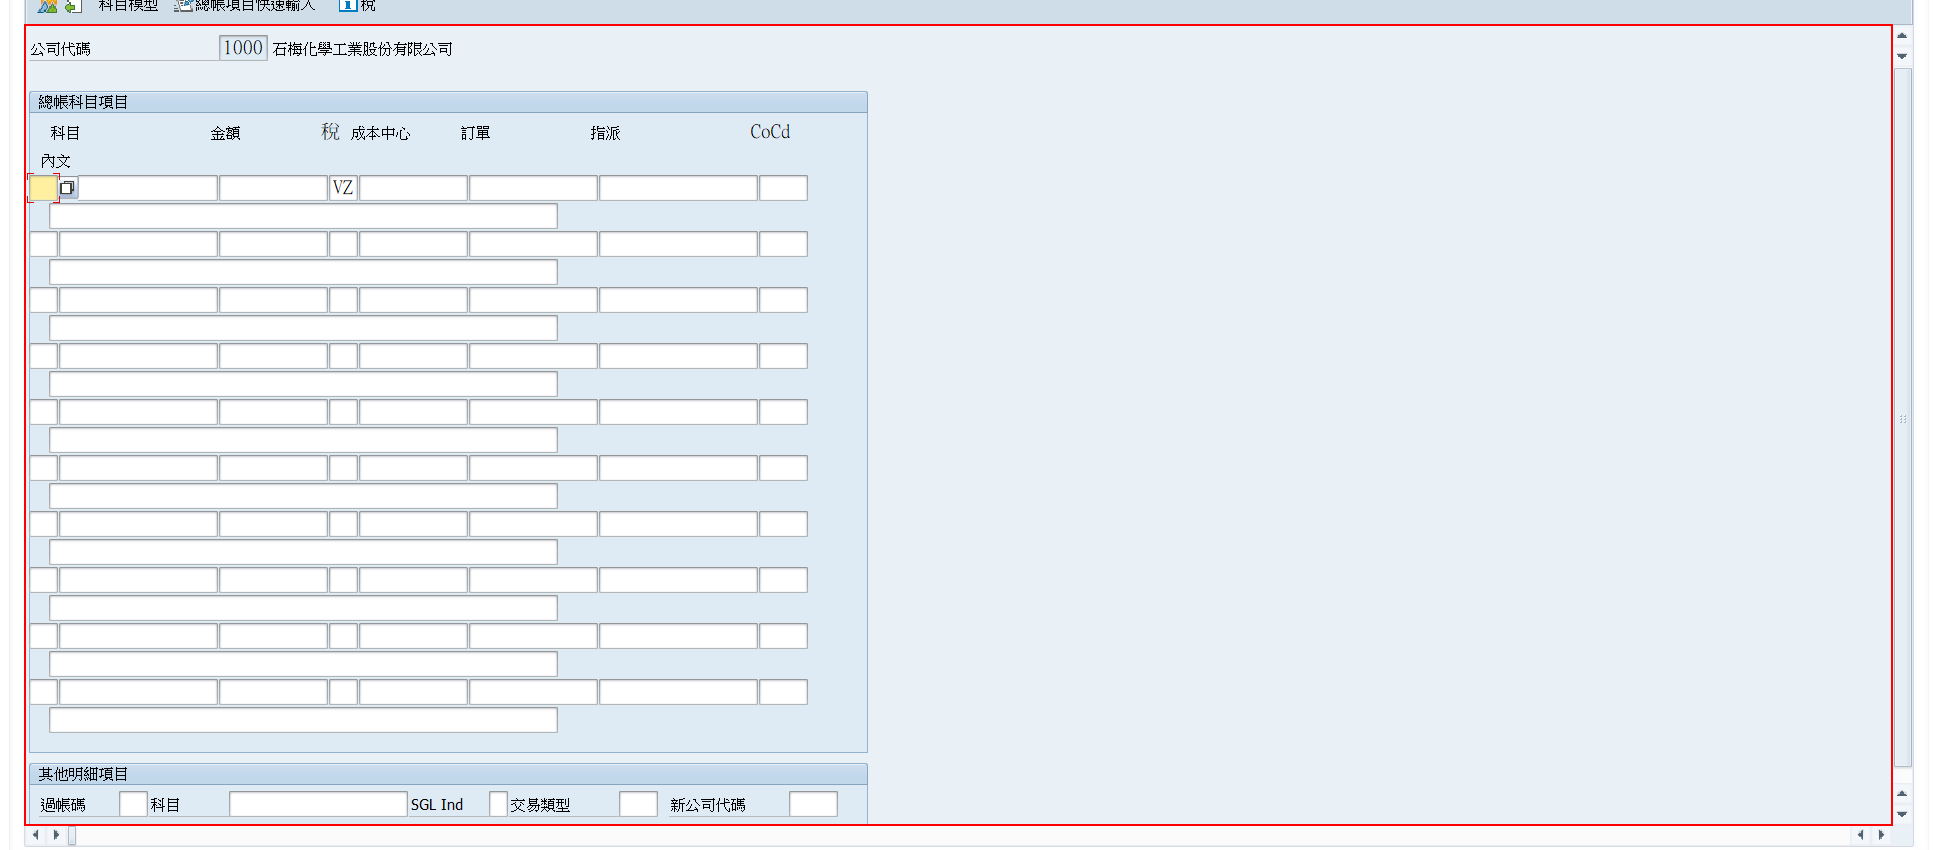 科目模型 總帳項目快速輸入 稅
公司代碼 1000 石梅化學工業股份有限公司
總帳科目項目
科目 金額 稅 成本中心 訂單 指派 CoCd
內文
VZ
其他明細項目
過帳碼 科目 SGL Ind 交易類型 新公司代碼